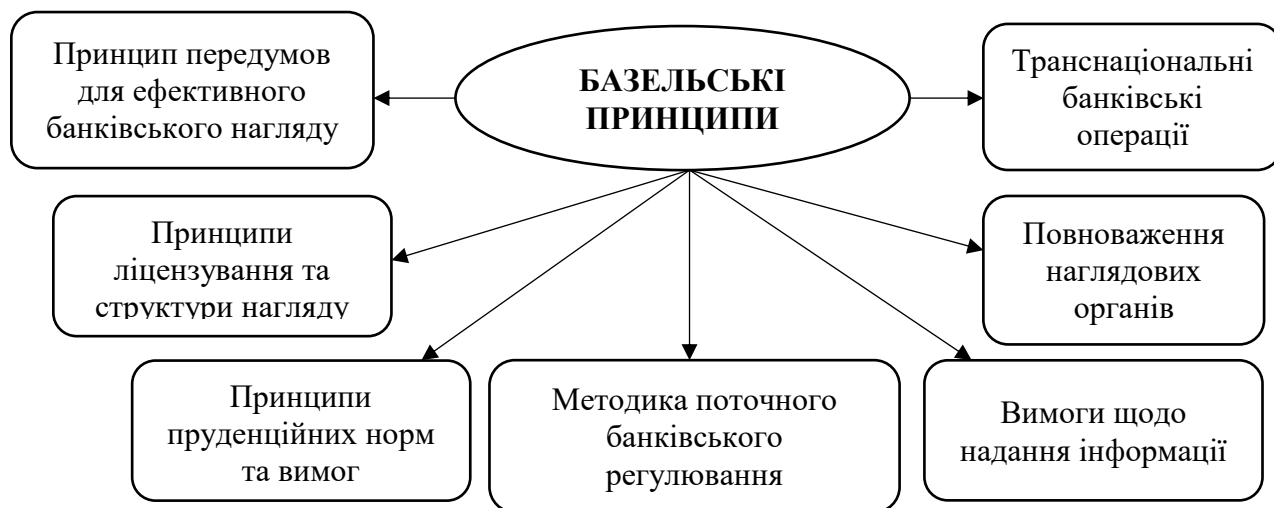 БАЗЕЛЬСЬКІ
ПРИНЦИПИ
Принцип передумов
для ефективного
банківського нагляду
Транснаціональні
банківські
операції
Принципи
ліцензування та
структури нагляду
Повноваження
наглядових
органів
Принципи
пруденційних норм
та вимог
Методика поточного
банківського
регулювання
Вимоги щодо
надання інформації